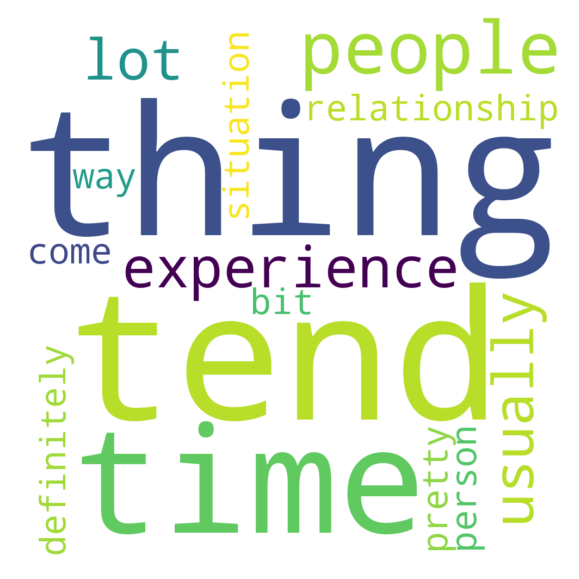 lot
situation
people
relationship
thing
way
come
experience
bit
tend
usually
time
definitely
pretty
person